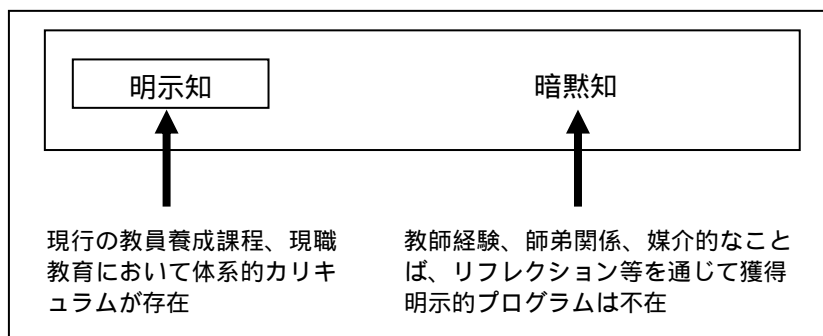 明示知
暗黙知
現行の教員養成課程、現職
教育において体系的カリキ
ュラムが存在
教師経験、師弟関係、媒介的なこと
ば、リフレクション等を通じて獲得
明示的プログラムは不在